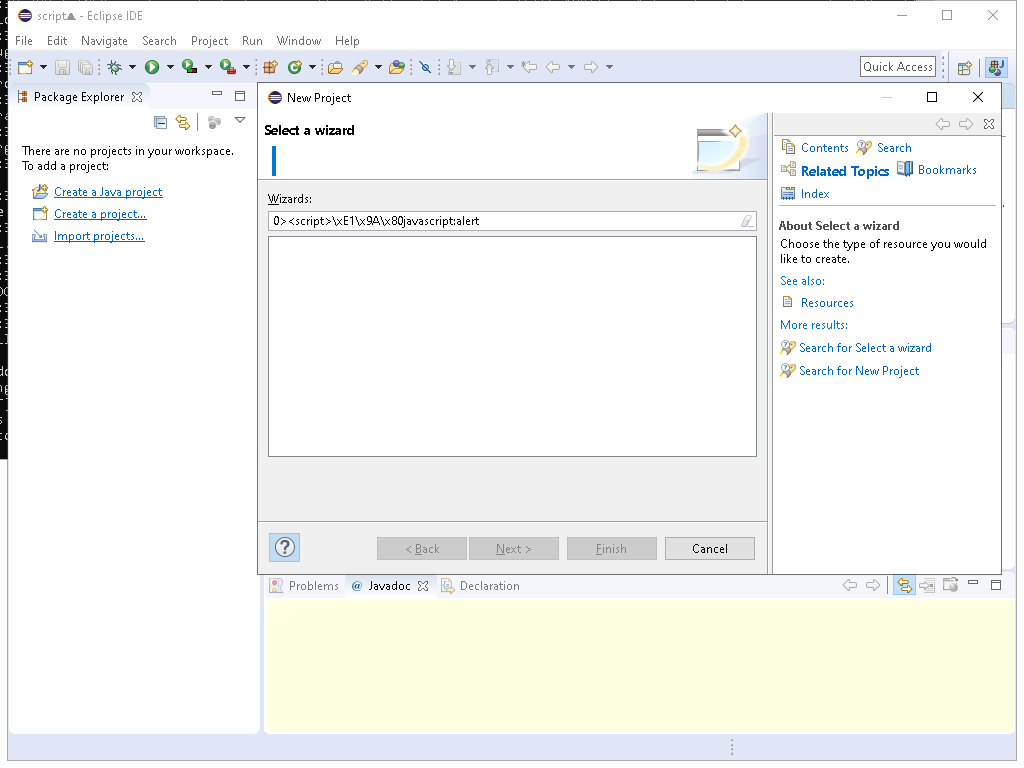 script▲ - Eclipse IDE
File Edit Navigate Search Project Run Window Help
Quick Access
Package Explorer
There are no projects in your workspace.
To add a project:
Create a Java project
Create a project...
Import projects...
New Project
Select a wizard
Wizards:
0><script>\xE1\x9A\x80javascript:alert
< Back Next > Finish Cancel
Contents Search
Related Topics Bookmarks
Index
About Select a wizard
Choose the type of resource you would
like to create.
See also:
Resources
More results:
Search for Select a wizard
Search for New Project
Problems @ Javadoc Declaration